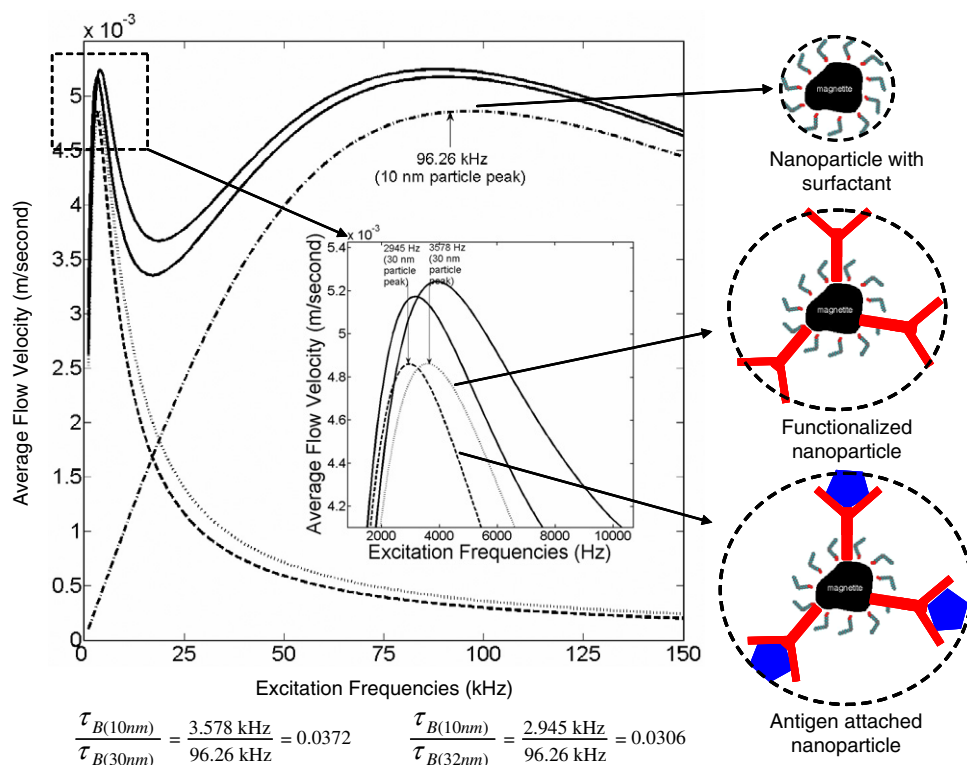 x 10⁻³
5
4.5
4
3.5
3
2.5
2
1.5
1
0.5
0
Average Flow Velocity (m/second)
25
50
75
100
125
150
Excitation Frequencies (kHz)
96.26 kHz
(10 nm particle peak)
x 10⁻³
5.4
5.2
5
4.8
4.6
4.4
4.2
Average Flow Velocity (m/second)
2945 Hz
(30 nm
particle
peak)
3578 Hz
(30 nm
particle
peak)
2000
4000
6000
8000
10000
Excitation Frequencies (Hz)
magnetite
Nanoparticle with
surfactant
magnetite
Functionalized
nanoparticle
magnetite
Antigen attached
nanoparticle
τ_B(10nm) / τ_B(30nm) = 3.578 kHz / 96.26 kHz = 0.0372
τ_B(10nm) / τ_B(32nm) = 2.945 kHz / 96.26 kHz = 0.0306